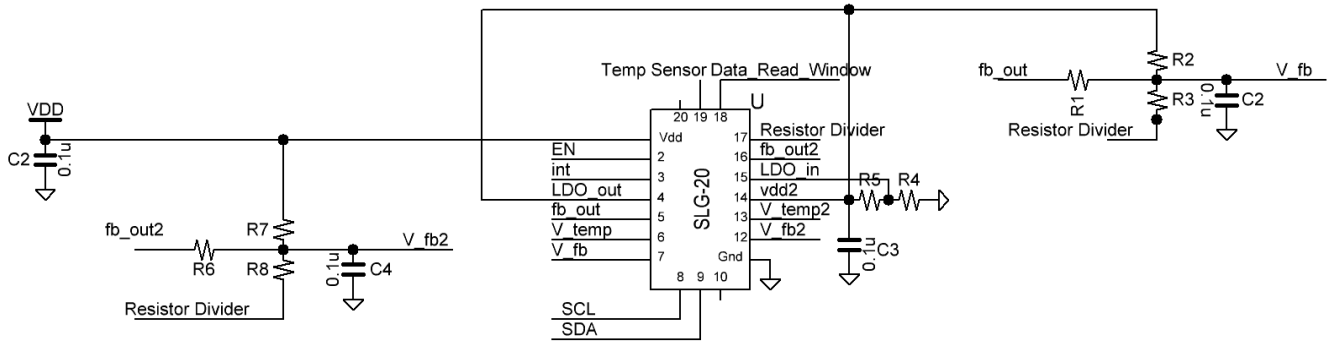 Temp Sensor Data_Read_Window
U
20 19 18
VDD
C2
0.1u
fb_out2
R7
R6
R8
V_fb2
0.1u
C4
Resistor Divider
EN
int
LDO_out
fb_out
V_temp
V_fb
SCL
SDA
Vdd
2
3
4
5
6
7
SLG-20
8 9 10
17
16
15
14
13
12
Gnd
Resistor Divider
fb_out2
LDO_in
vdd2
V_temp2
V_fb2
R5
R4
0.1u
C3
fb_out
R1
R2
R3
Resistor Divider
0.1u
C2
V_fb